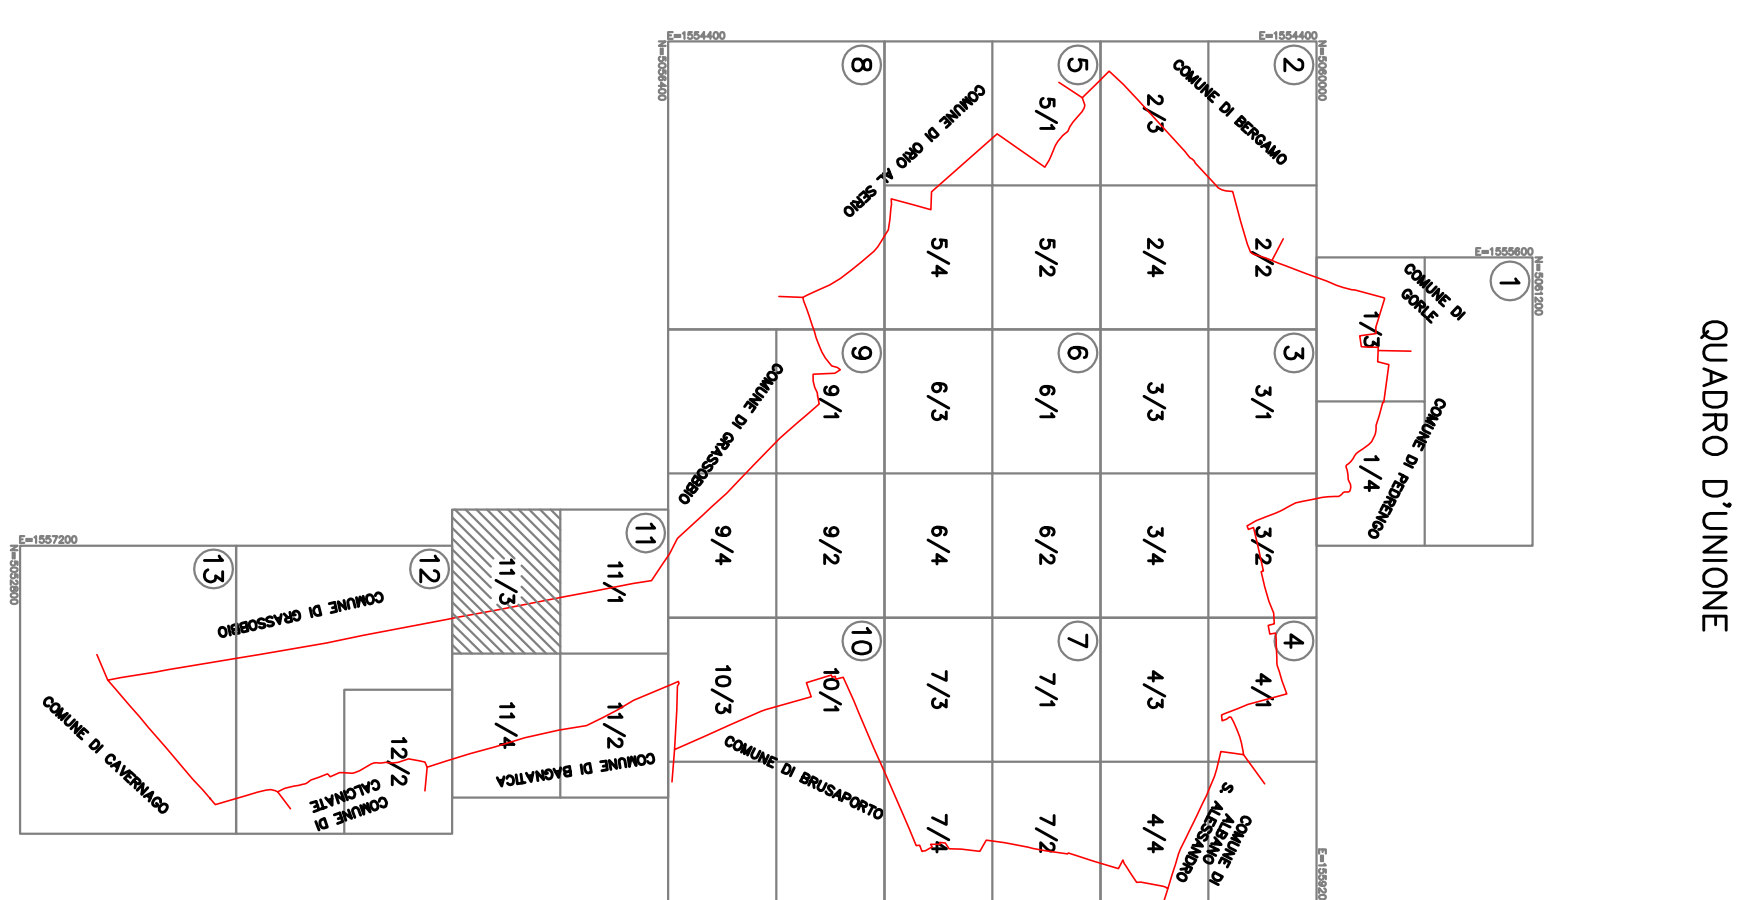 QUADRO D'UNIONE
E=1555600
N=5061200
1
COMUNE DI
GORLE
1/3
COMUNE DI PEDRENGO
1/4
E=1554400
N=5060000
2
COMUNE DI BERGAMO
2/3
2/2
2/4
3
3/1
3/3
3/2
3/4
4
4/1
4/3
4/4
COMUNE DI
ALBANO
S. ALESSANDRO
5
5/1
5/2
5/4
6
6/1
6/3
6/2
6/4
7
7/1
7/3
7/2
7/4
E=1554400
N=5056400
8
COMUNE DI ORIO AL SERIO
9
9/1
9/2
9/4
COMUNE DI GRASSOBBIO
10
10/1
10/3
COMUNE DI BRUSAPORTO
11
11/1
11/3
11/2
11/4
COMUNE DI BAGNATICA
12
12/2
COMUNE DI
CALCINATE
COMUNE DI GRASSOBBIO
E=1557200
N=5052800
13
COMUNE DI CAVERNAGO